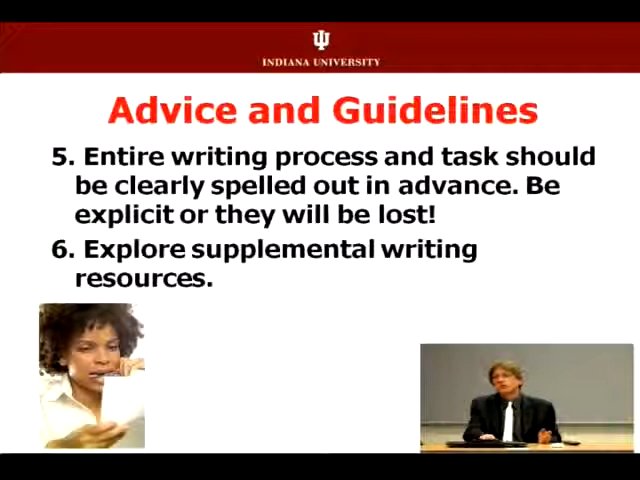 INDIANA UNIVERSITY
Advice and Guidelines
5. Entire writing process and task should
be clearly spelled out in advance. Be
explicit or they will be lost!
6. Explore supplemental writing
resources.